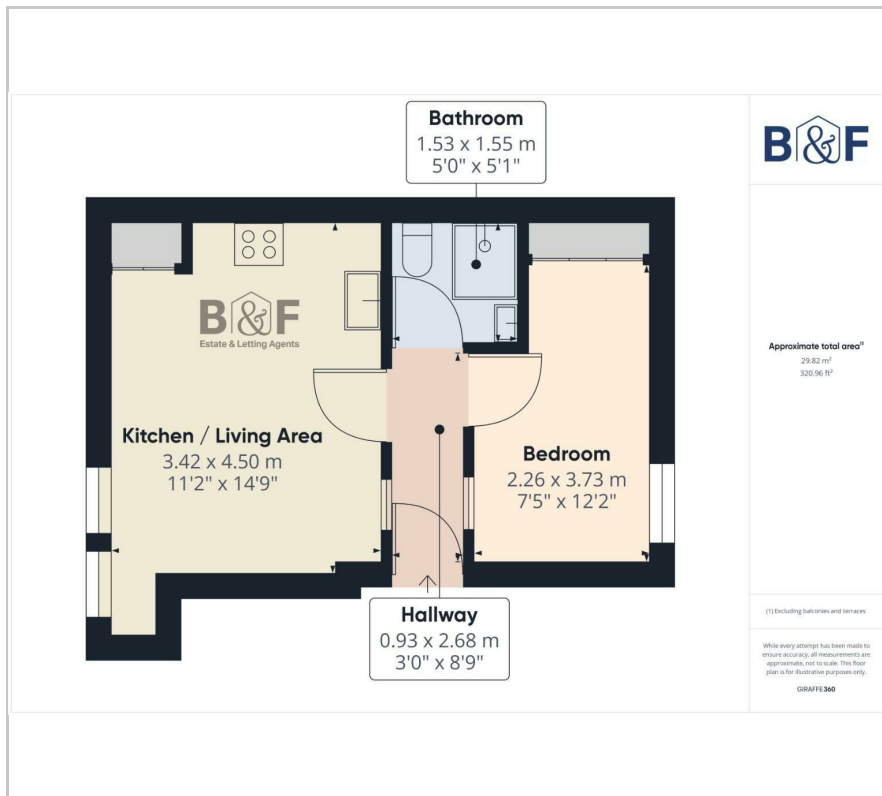 Bathroom
1.53 x 1.55 m
5'0" x 5'1"
B&F
Estate & Letting Agents
Kitchen / Living Area
3.42 x 4.50 m
11'2" x 14'9"
Bedroom
2.26 x 3.73 m
7'5" x 12'2"
Hallway
0.93 x 2.68 m
3'0" x 8'9"
B&F
Approximate total area⁽¹⁾
29.82 m²
320.96 ft²
(1) Excluding balconies and terraces
While every attempt has been made to
ensure accuracy, all measurements are
approximate, not to scale. This floor
plan is for illustrative purposes only.
GIRAFFE360